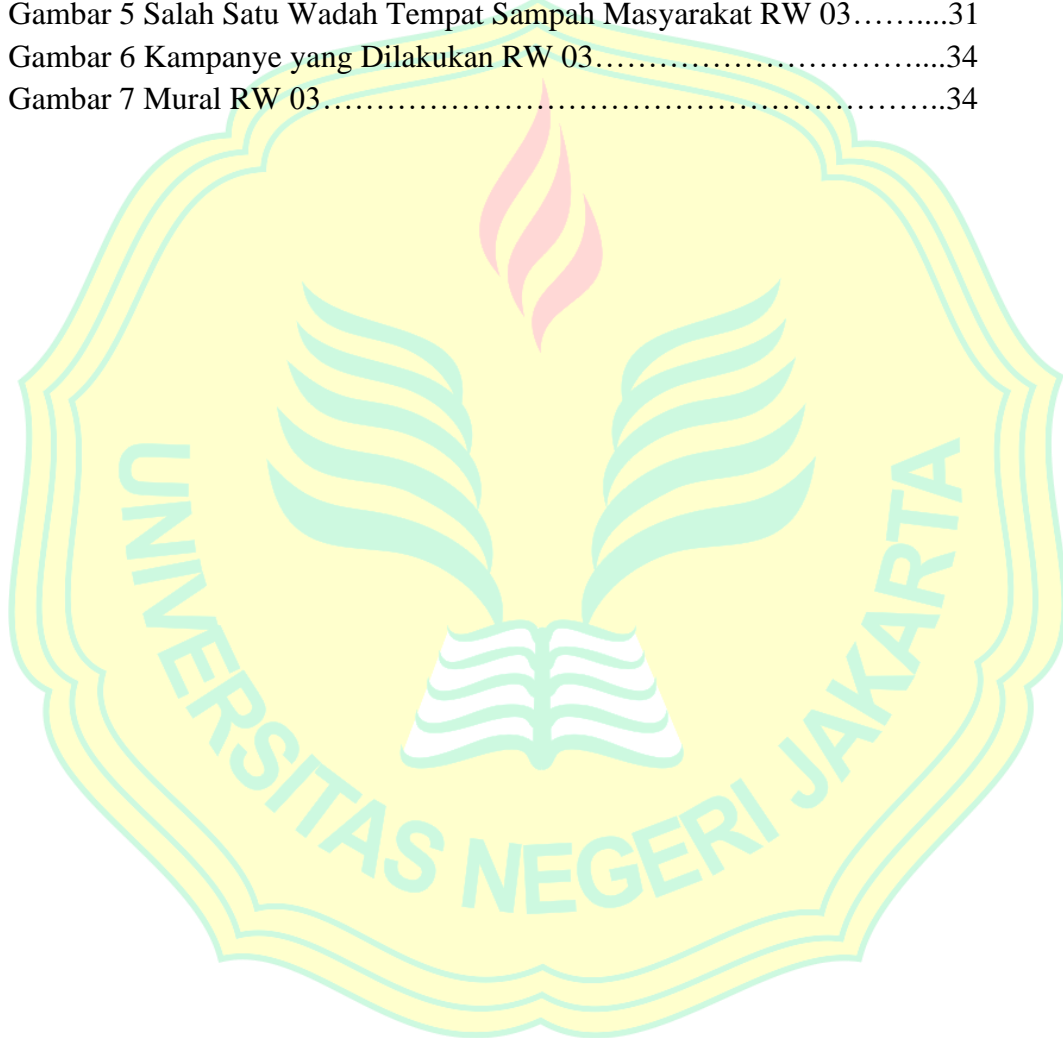 Gambar 5 Salah Satu Wadah Tempat Sampah Masyarakat RW 03……....31
Gambar 6 Kampanye yang Dilakukan RW 03…………………………....34
Gambar 7 Mural RW 03…………………………………………………..34
UNIVERSITAS NEGERI JAKARTA